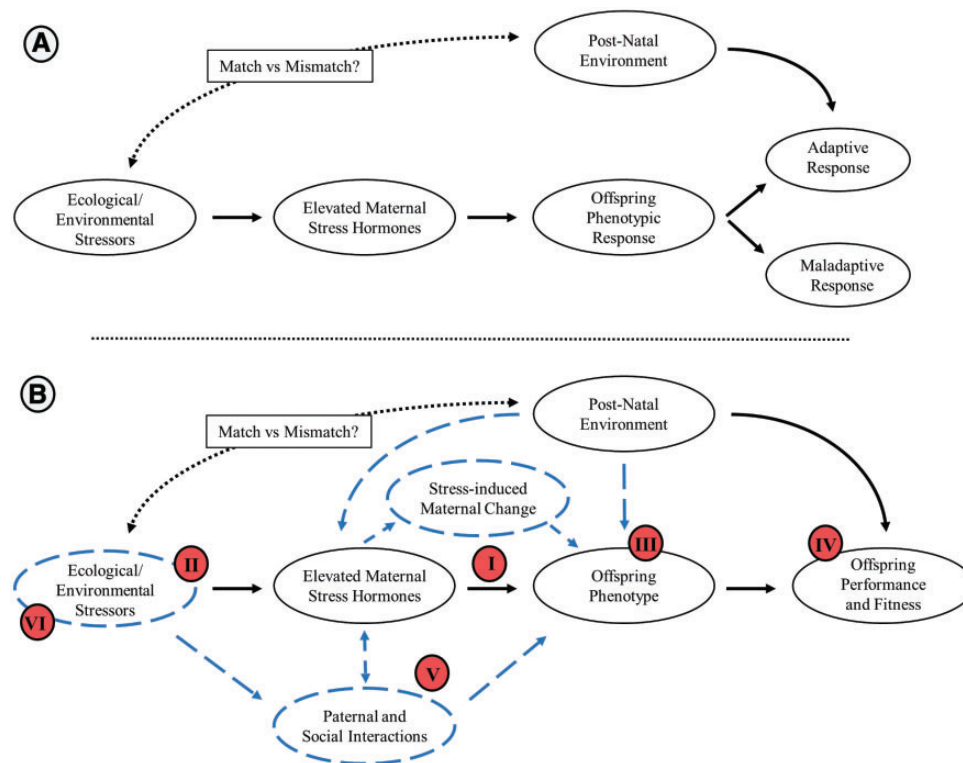 A
Post-Natal
Environment
Match vs Mismatch?
Adaptive
Response
Ecological/
Environmental
Stressors
Elevated Maternal
Stress Hormones
Offspring
Phenotypic
Response
Maladaptive
Response
B
Post-Natal
Environment
Match vs Mismatch?
Stress-induced
Maternal Change
II
I
III
IV
Ecological/
Environmental
Stressors
Elevated Maternal
Stress Hormones
Offspring
Phenotype
Offspring
Performance
and Fitness
VI
V
Paternal and
Social Interactions